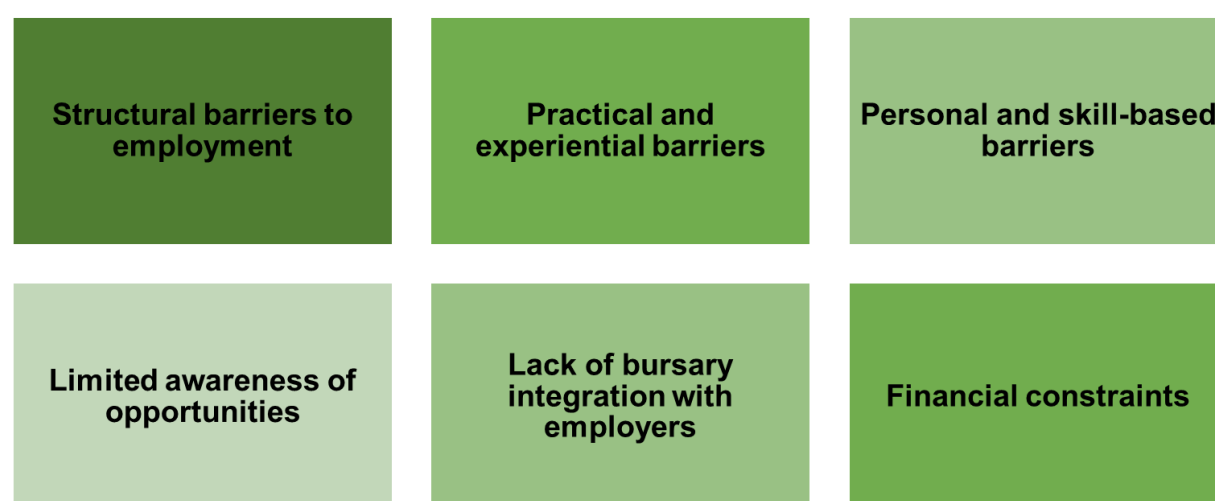 Structural barriers to
employment
Practical and
experiential barriers
Personal and skill-based
barriers
Limited awareness of
opportunities
Lack of bursary
integration with
employers
Financial constraints